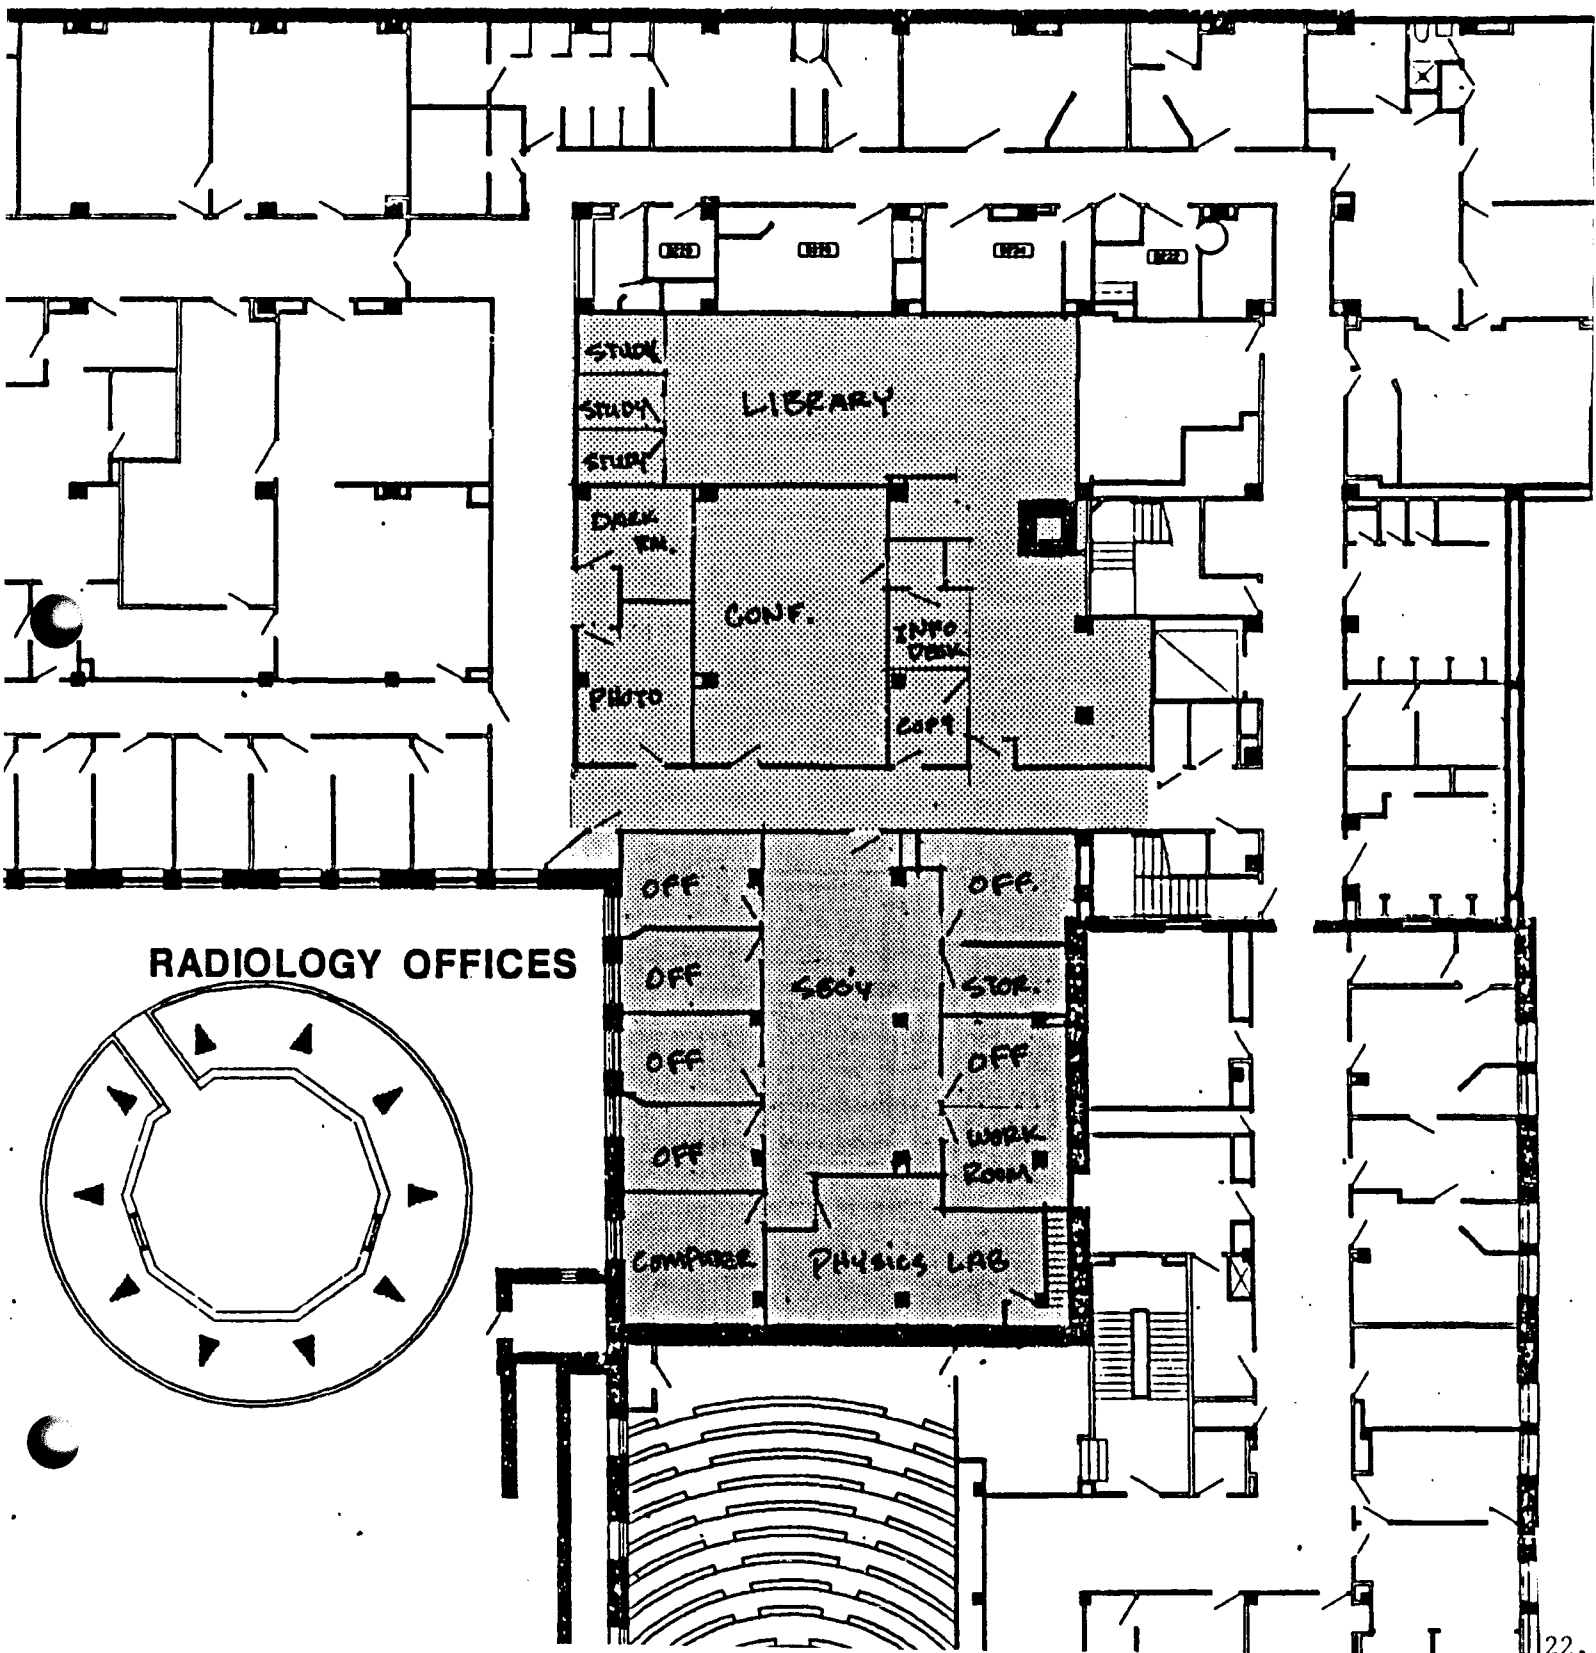 STUDY
LIBRARY
STUDY
STUDY
DARK
RM.
CONF.
INFO
DESK
PHOTO
COPY
OFF
OFF.
RADIOLOGY OFFICES
OFF
SEC'Y
STOR.
OFF
OFF
WORK
ROOM
OFF
COMPUTER
PHYSICS LAB
22.